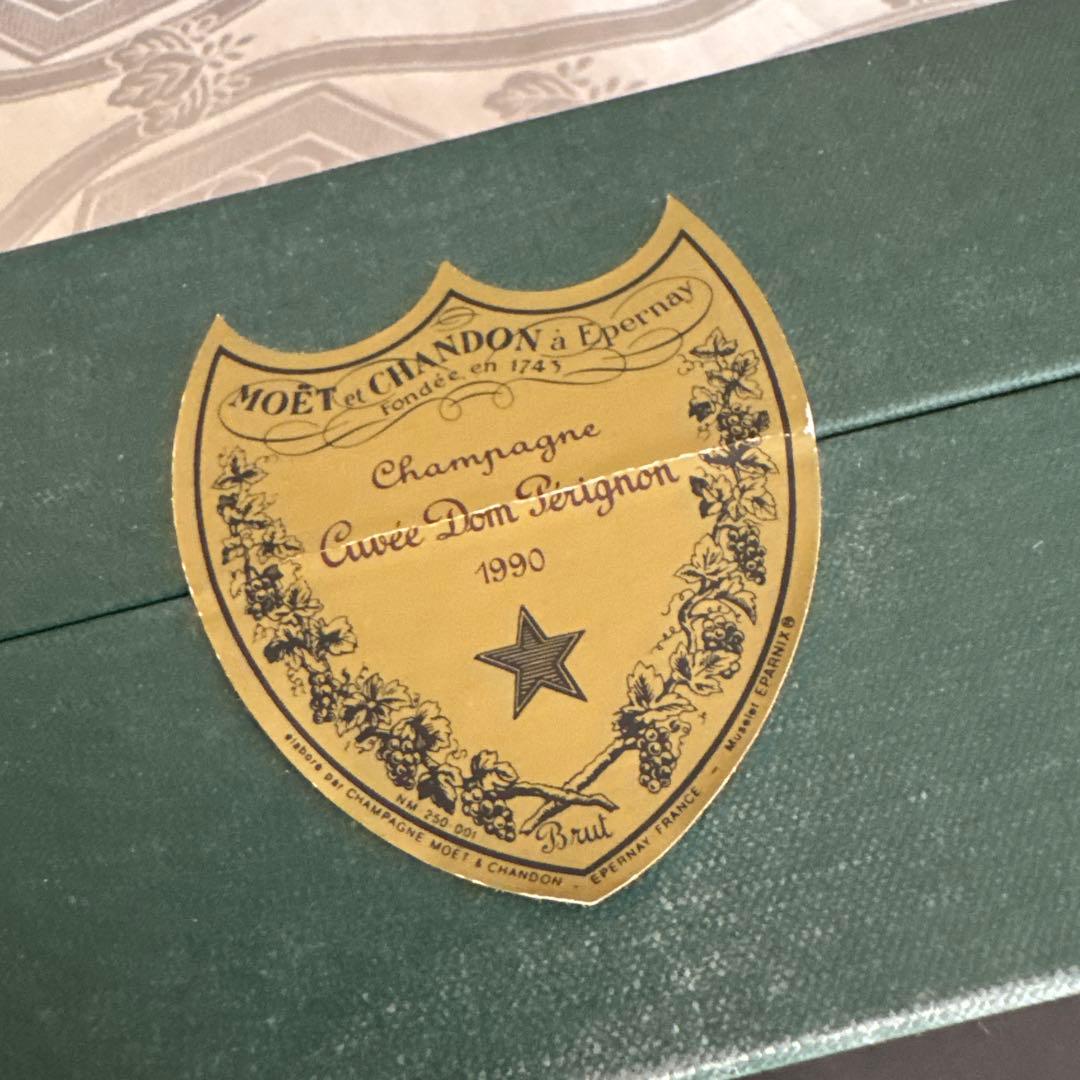 MOËT et CHANDON à Epernay
Fondée en 1743
Champagne
Cuvée Dom Pérignon
1990
Brut
NM 250 001
élaboré par CHAMPAGNE MOËT & CHANDON - EPERNAY FRANCE - Muselet EPARNIX®